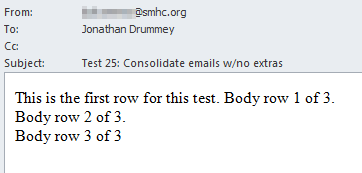 From: @smhc.org
To: Jonathan Drummey
Cc:
Subject: Test 25: Consolidate emails w/no extras
This is the first row for this test. Body row 1 of 3.
Body row 2 of 3.
Body row 3 of 3